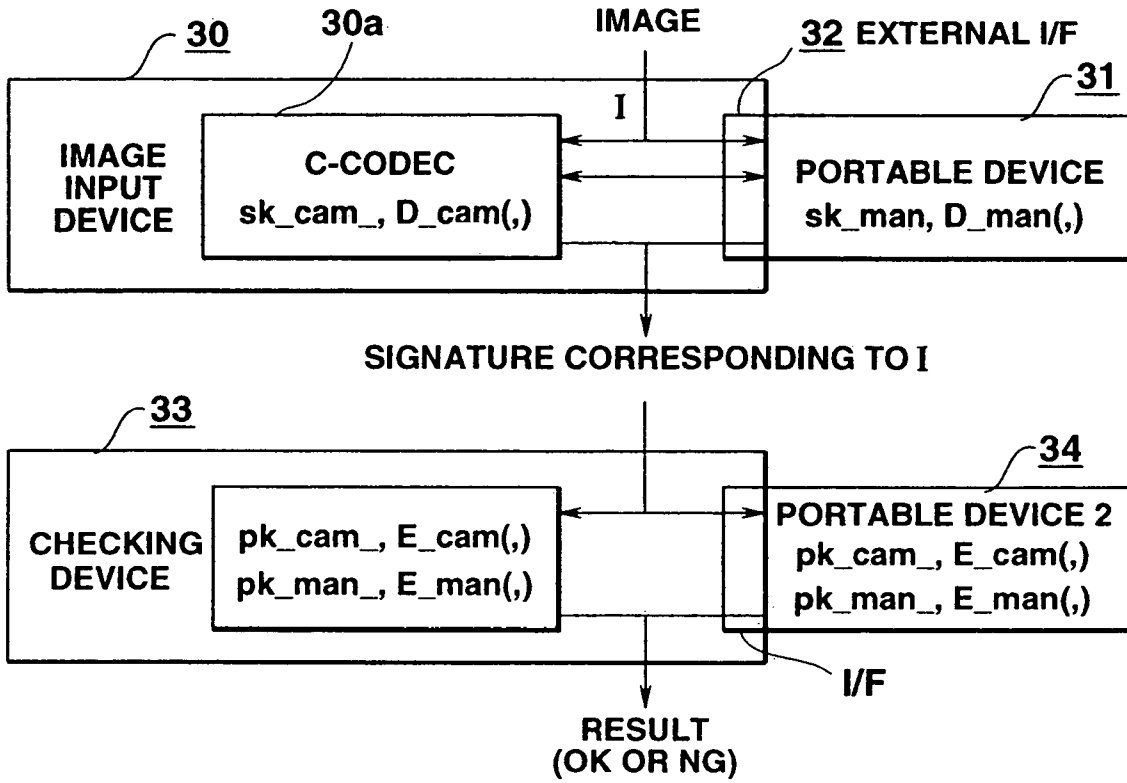 30
30a
IMAGE
32 EXTERNAL I/F
31
I
IMAGE
INPUT
DEVICE
C-CODEC
sk_cam_, D_cam(,)
PORTABLE DEVICE
sk_man, D_man(,)
SIGNATURE CORRESPONDING TO I
33
34
CHECKING
DEVICE
pk_cam_, E_cam(,)
pk_man_, E_man(,)
PORTABLE DEVICE 2
pk_cam_, E_cam(,)
pk_man_, E_man(,)
I/F
RESULT
(OK OR NG)